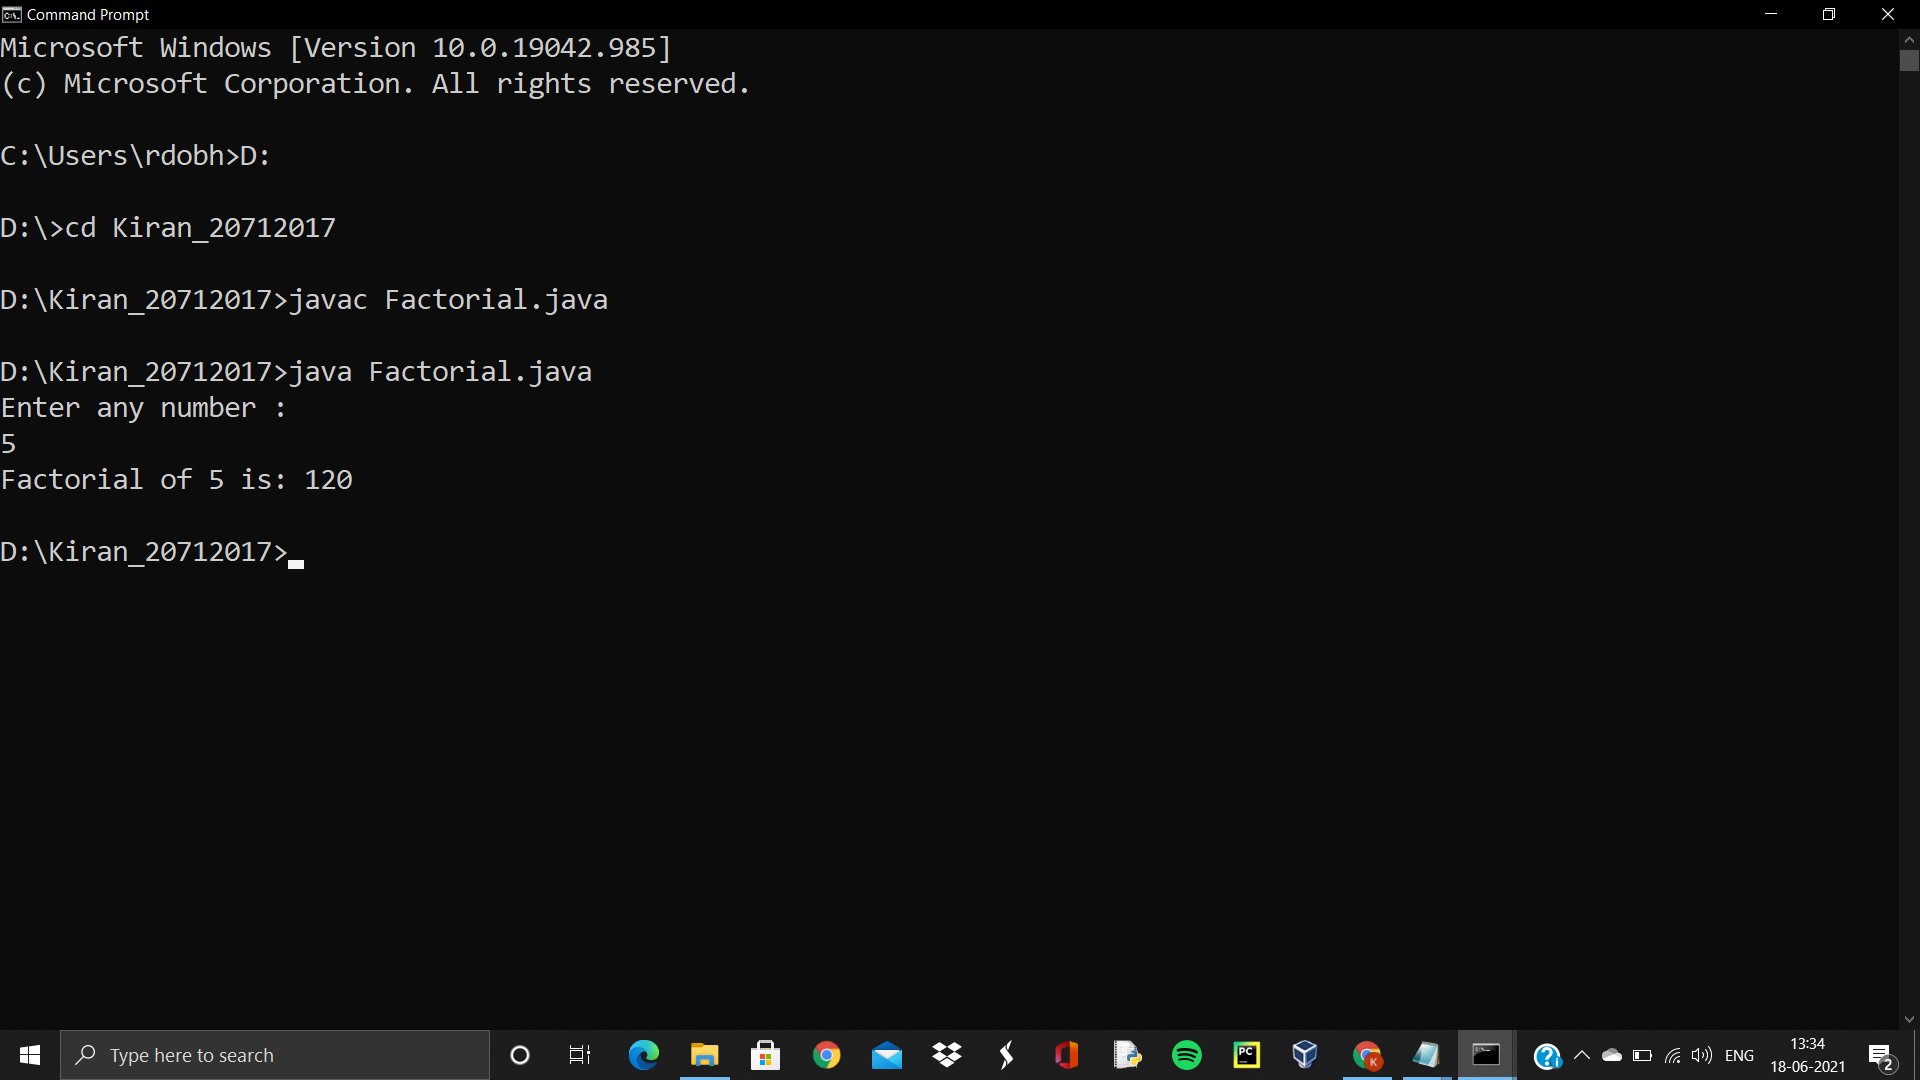 Command Prompt
Microsoft Windows [Version 10.0.19042.985]
(c) Microsoft Corporation. All rights reserved.
C:\Users\rdobh>D:
D:\>cd Kiran_20712017
D:\Kiran_20712017>javac Factorial.java
D:\Kiran_20712017>java Factorial.java
Enter any number :
5
Factorial of 5 is: 120
D:\Kiran_20712017>
Type here to search
PC
K
ENG
13:34
18-06-2021
2